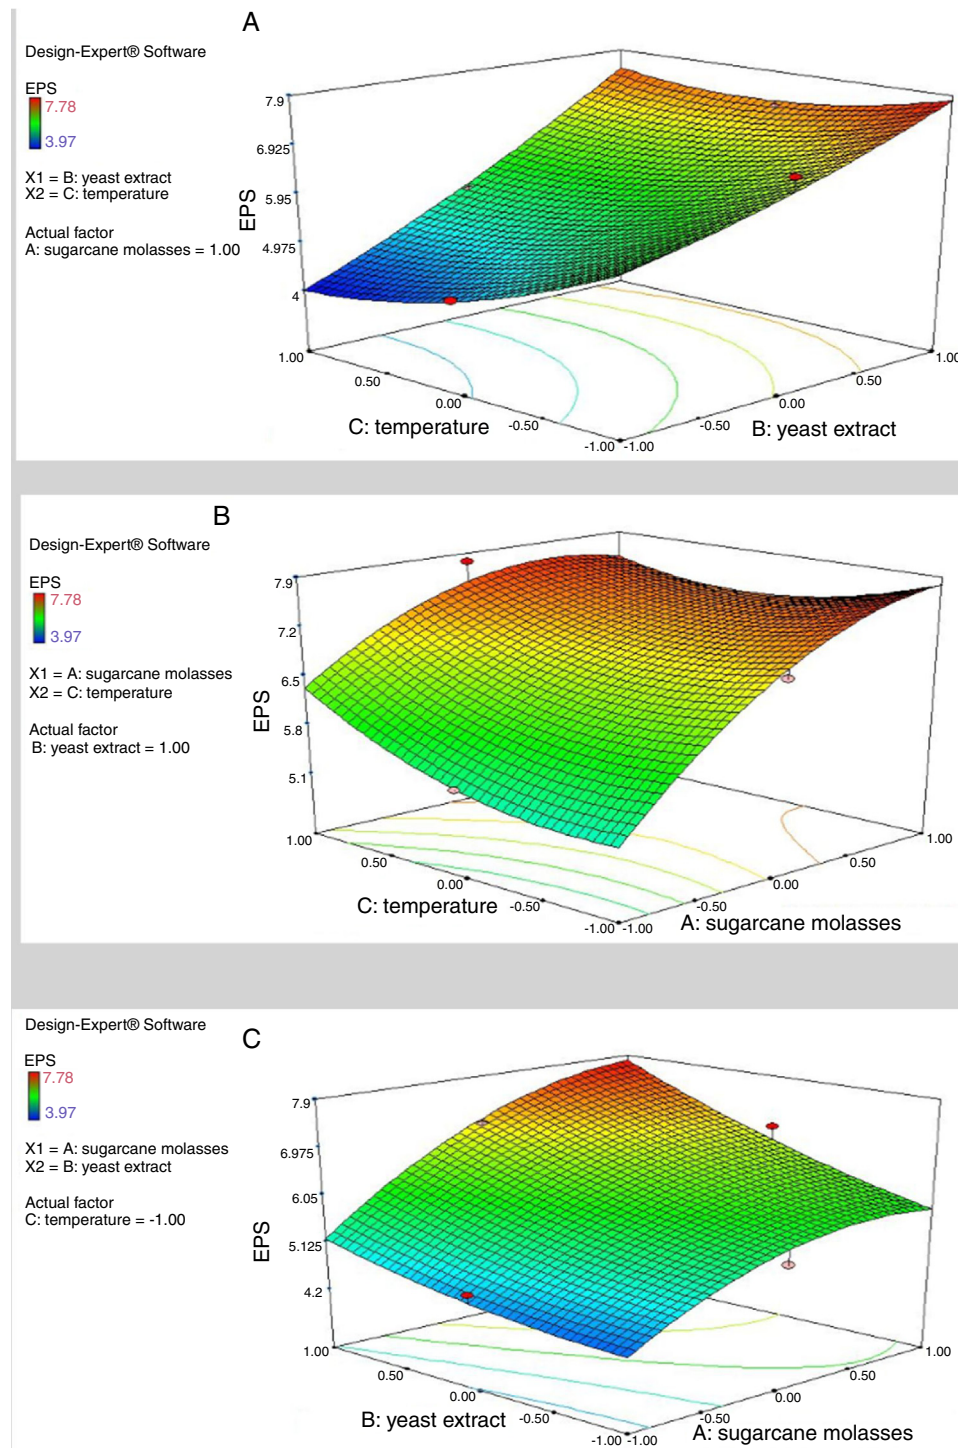 A
Design-Expert® Software
EPS
7.78
3.97
X1 = B: yeast extract
X2 = C: temperature
Actual factor
A: sugarcane molasses = 1.00
7.9
6.925
5.95
4.975
4
EPS
1.00
0.50
0.00
-0.50
-1.00
C: temperature
-1.00
-0.50
0.00
0.50
1.00
B: yeast extract
B
Design-Expert® Software
EPS
7.78
3.97
X1 = A: sugarcane molasses
X2 = C: temperature
Actual factor
B: yeast extract = 1.00
7.9
7.2
6.5
5.8
5.1
EPS
1.00
0.50
0.00
-0.50
-1.00
C: temperature
-1.00
-0.50
0.00
0.50
1.00
A: sugarcane molasses
C
Design-Expert® Software
EPS
7.78
3.97
X1 = A: sugarcane molasses
X2 = B: yeast extract
Actual factor
C: temperature = -1.00
7.9
6.975
6.05
5.125
4.2
EPS
1.00
0.50
0.00
-0.50
-1.00
B: yeast extract
-1.00
-0.50
0.00
0.50
1.00
A: sugarcane molasses